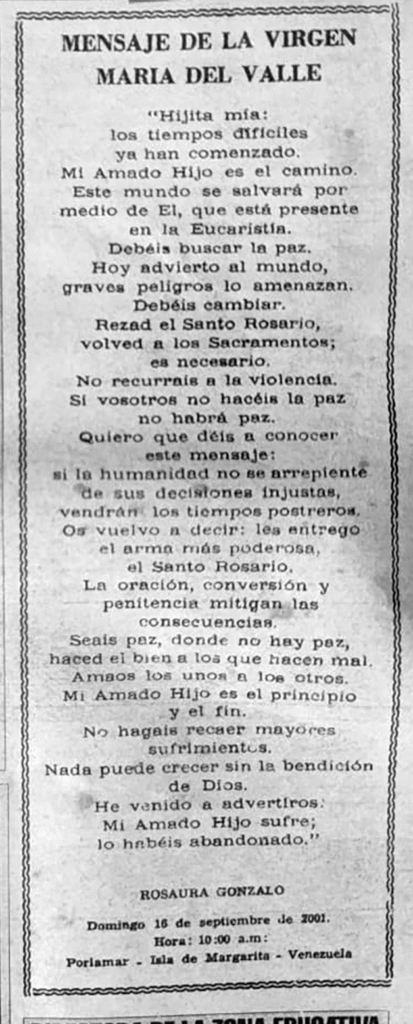 MENSAJE DE LA VIRGEN
MARIA DEL VALLE
"Hijita mía:
los tiempos difíciles
ya han comenzado.
Mi Amado Hijo es el camino.
Este mundo se salvará por
medio de El, que está presente
en la Eucaristía.
Debéis buscar la paz.
Hoy advierto al mundo,
graves peligros lo amenazan.
Debéis cambiar.
Rezad el Santo Rosario,
volved a los Sacramentos;
es necesario.
No recurrais a la violencia.
Si vosotros no hacéis la paz
no habrá paz.
Quiero que déis a conocer
este mensaje:
si la humanidad no se arrepiente
de sus decisiones injustas,
vendrán los tiempos postreros.
Os vuelvo a decir: les entrego
el arma más poderosa,
el Santo Rosario.
La oración, conversión y
penitencia mitigan las
consecuencias.
Seais paz, donde no hay paz,
haced el bien a los que hacen mal.
Amaos los unos a los otros.
Mi Amado Hijo es el principio
y el fin.
No hagais recaer mayores
sufrimientos.
Nada puede crecer sin la bendición
de Dios.
He venido a advertiros:
Mi Amado Hijo sufre;
lo habéis abandonado."
ROSAURA GONZALO
Domingo 16 de septiembre de 2001.
Hora: 10:00 a.m:
Porlamar - Isla de Margarita - Venezuela
DE LA ZONA EDUCATIVA